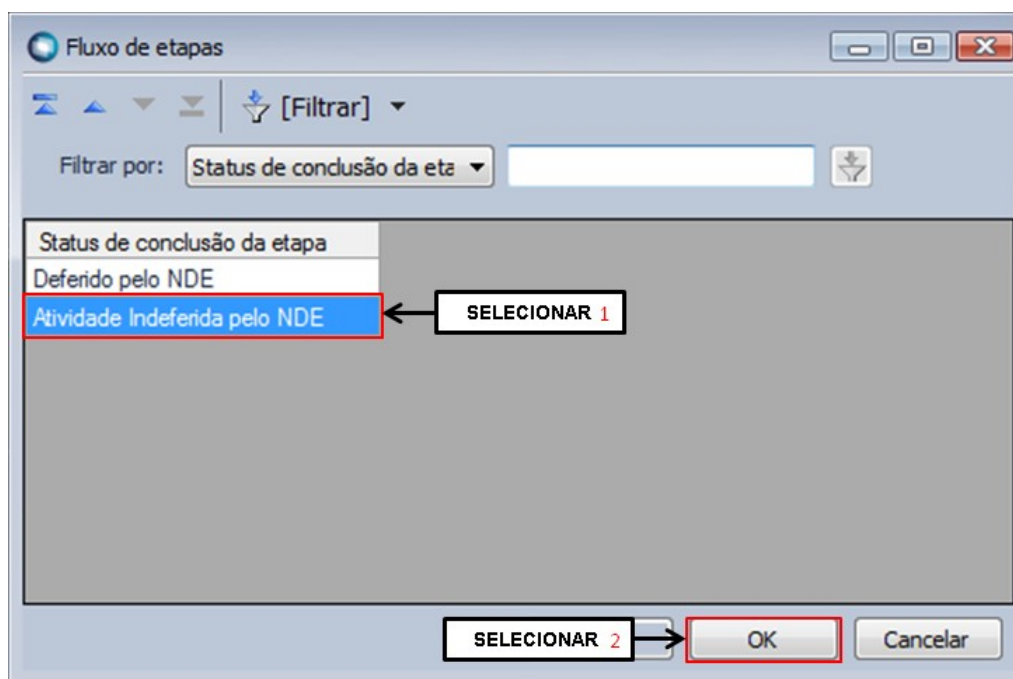 Fluxo de etapas
[Filtrar]
Filtrar por: Status de conclusão da eta
Status de conclusão da etapa
Deferido pelo NDE
Atividade Indeferida pelo NDE
SELECIONAR 1
SELECIONAR 2
OK
Cancelar